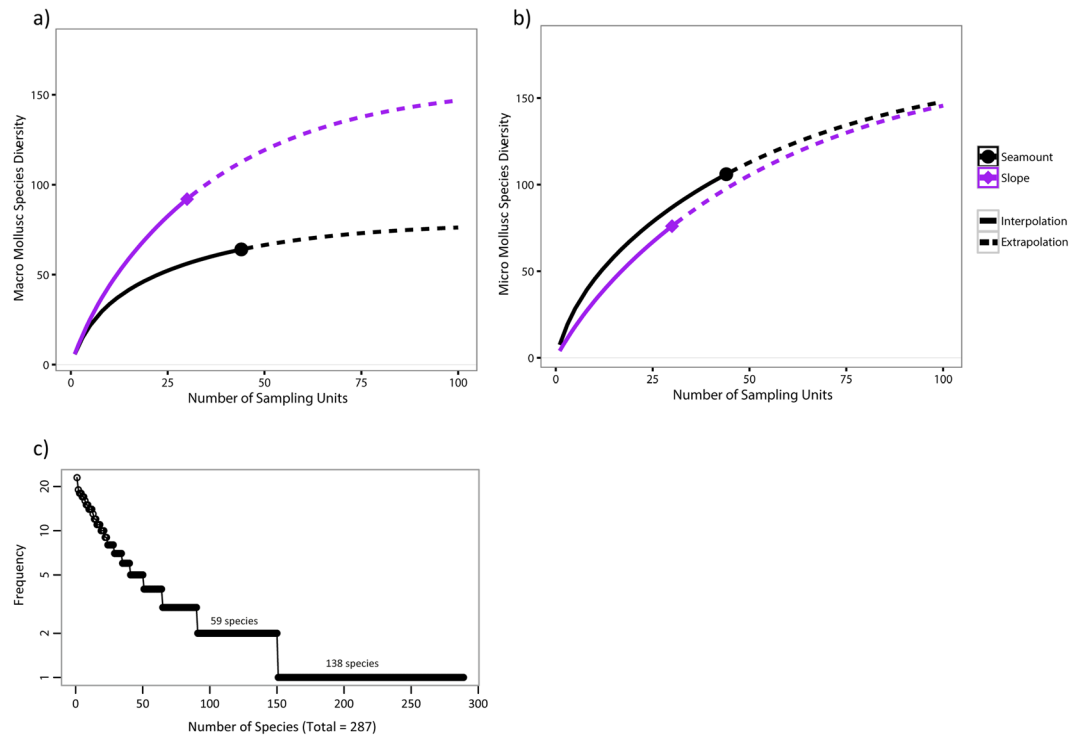 a)
Macro Mollusc Species Diversity
150
100
50
0
0 25 50 75 100
Number of Sampling Units
b)
Micro Mollusc Species Diversity
150
100
50
0
0 25 50 75 100
Number of Sampling Units
Seamount
Slope
Interpolation
Extrapolation
c)
Frequency
20
10
5
2
1
59 species
138 species
0 50 100 150 200 250 300
Number of Species (Total = 287)